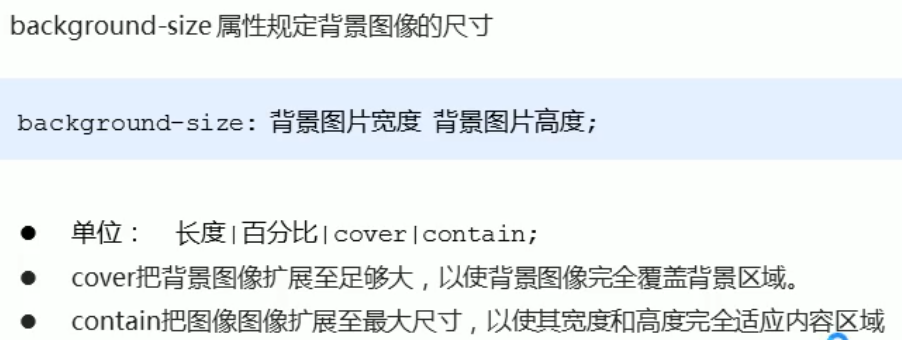 background-size 属性规定背景图像的尺寸
background-size: 背景图片宽度 背景图片高度;
● 单位： 长度|百分比|cover|contain;
● cover把背景图像扩展至足够大，以使背景图像完全覆盖背景区域。
● contain把图像图像扩展至最大尺寸，以使其宽度和高度完全适应内容区域